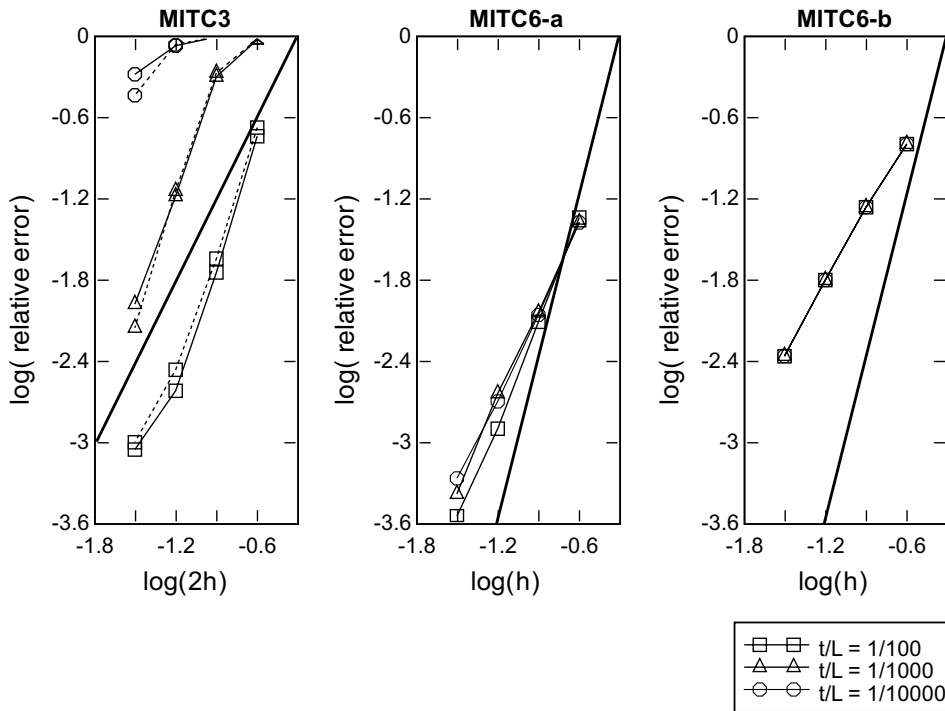 MITC3
MITC6-a
MITC6-b
log( relative error)
0
-0.6
-1.2
-1.8
-2.4
-3
-3.6
-1.8
-1.2
-0.6
log(2h)
log( relative error)
0
-0.6
-1.2
-1.8
-2.4
-3
-3.6
-1.8
-1.2
-0.6
log(h)
log( relative error)
0
-0.6
-1.2
-1.8
-2.4
-3
-3.6
-1.8
-1.2
-0.6
log(h)
t/L = 1/100
t/L = 1/1000
t/L = 1/10000